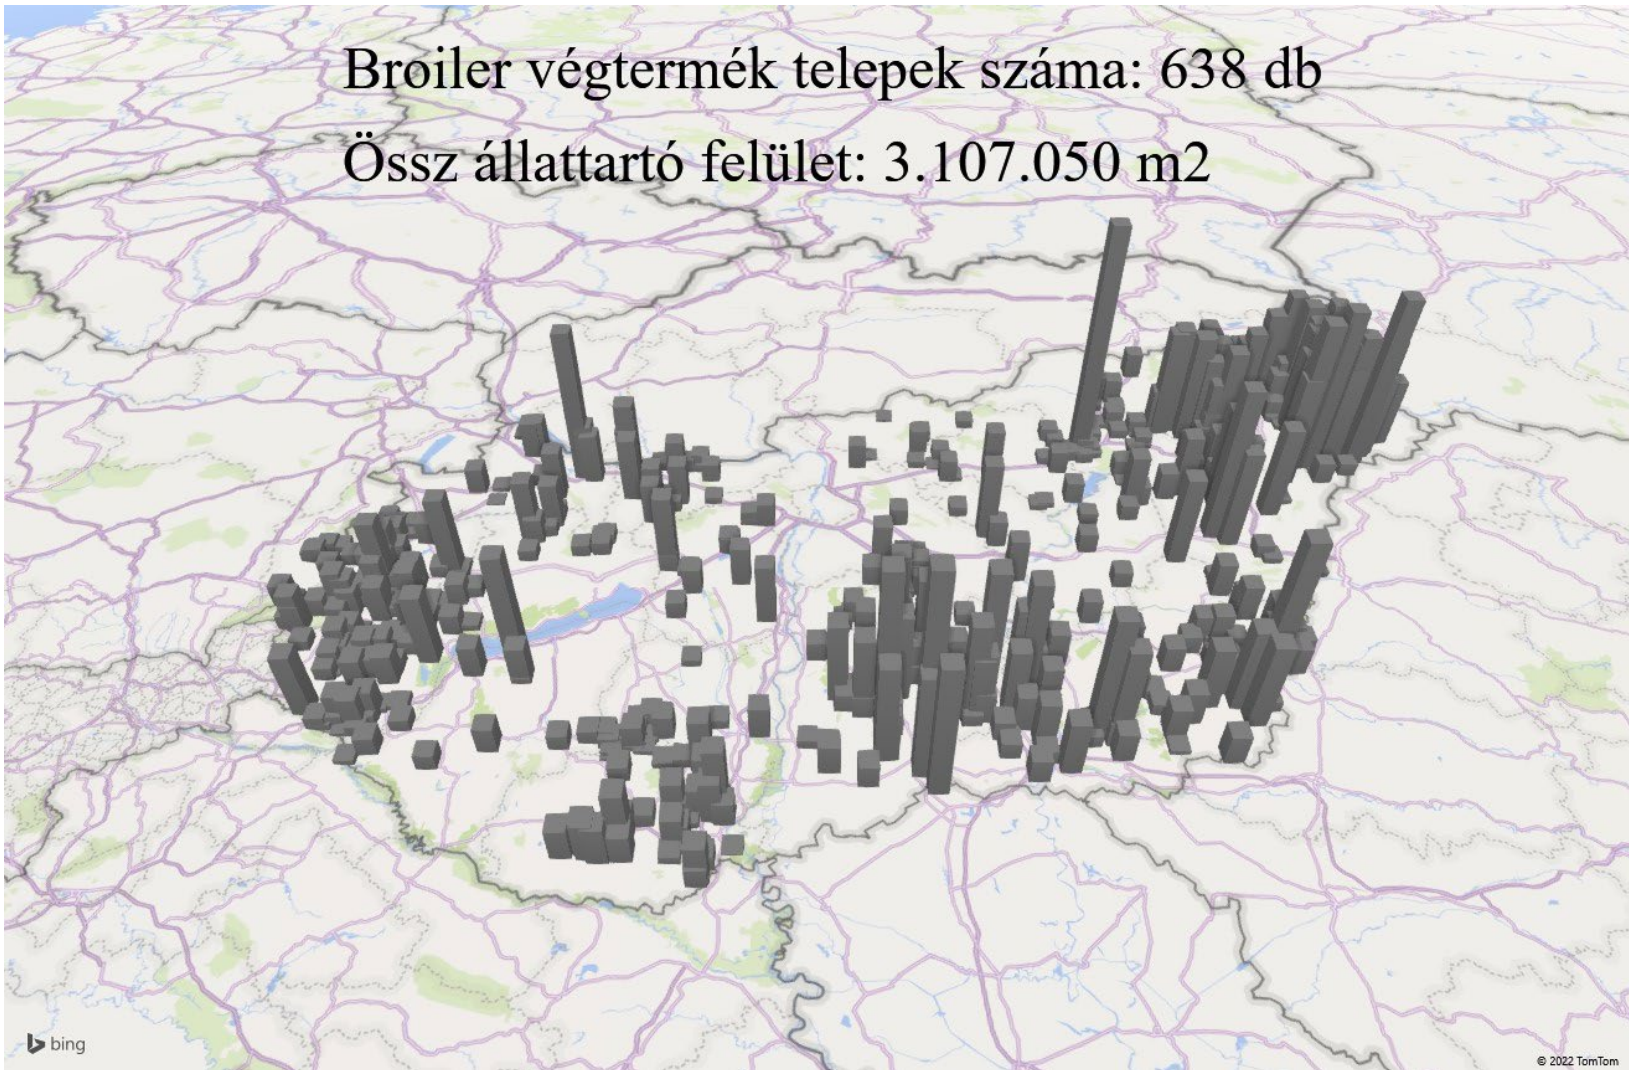 Broiler végtermék telepek száma: 638 db
Össz állattartó felület: 3.107.050 m2
bing
© 2022 TomTom